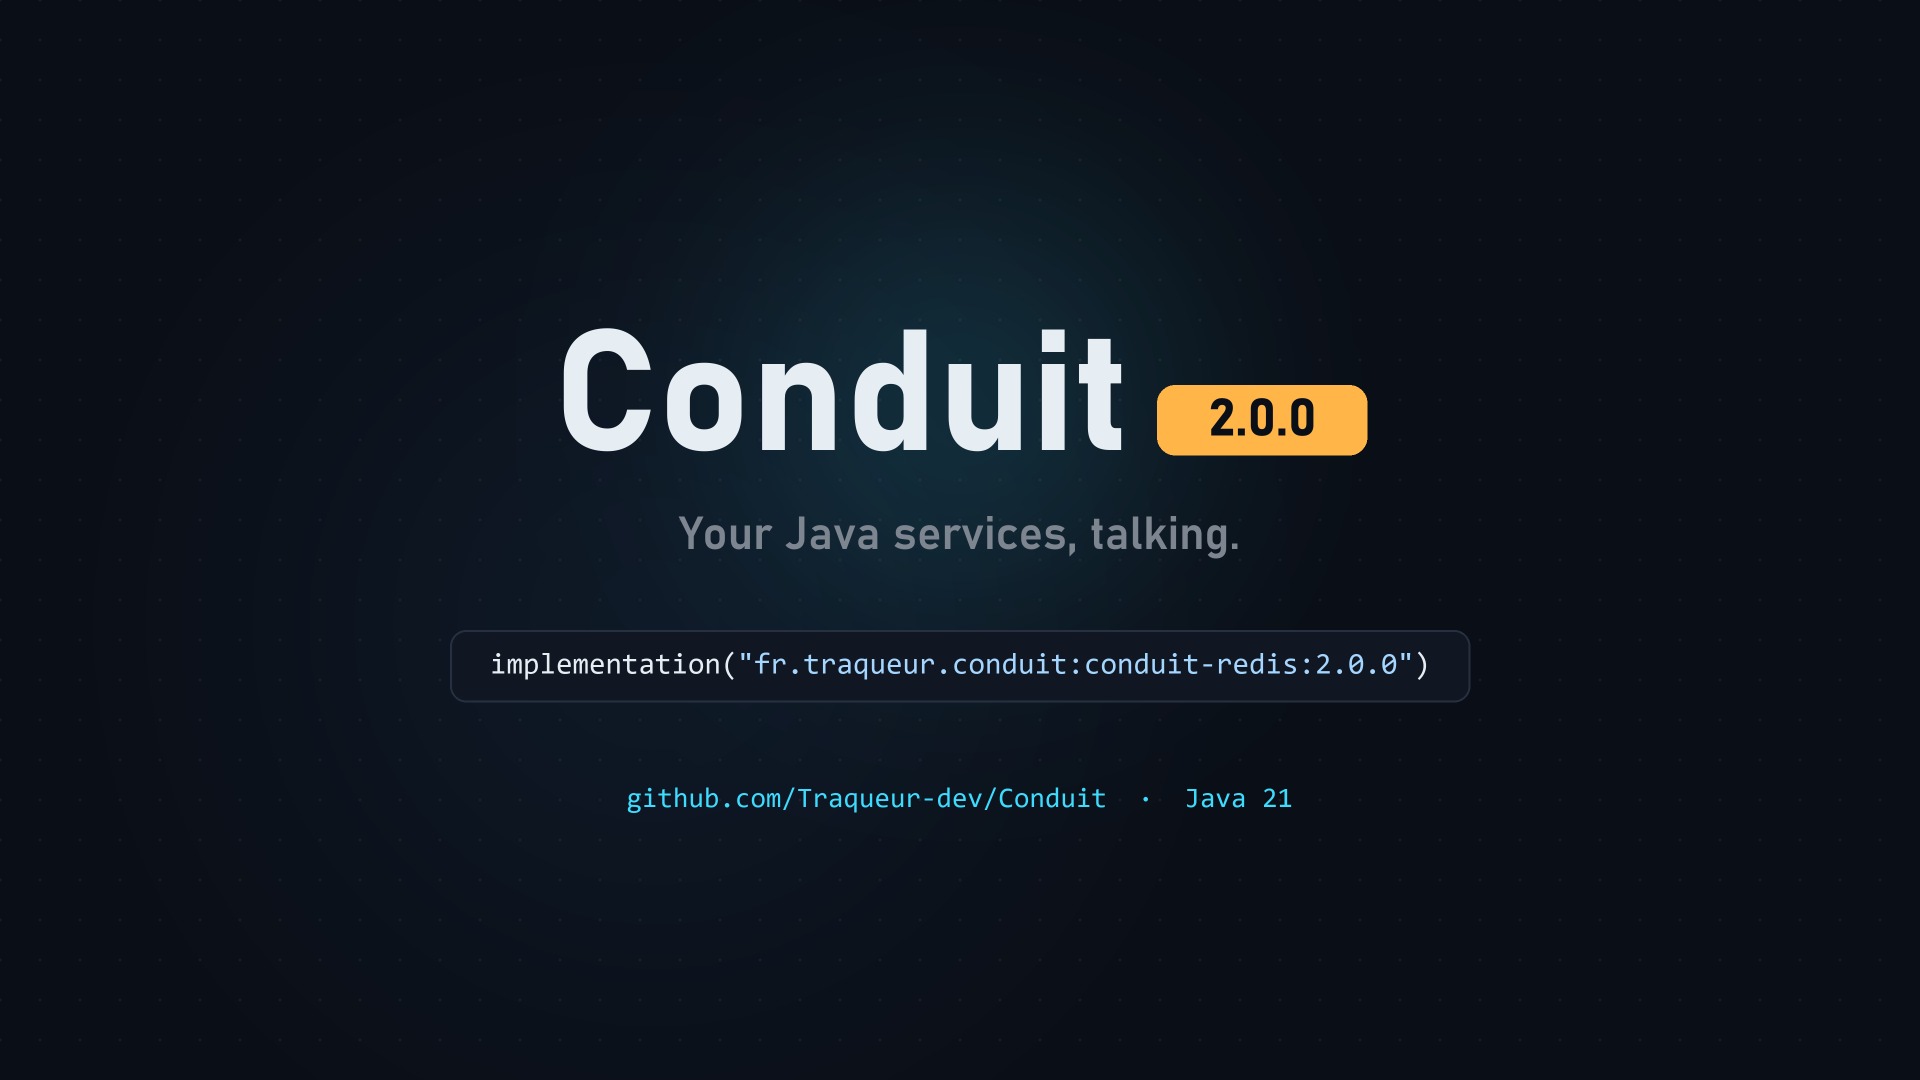 Conduit 2.0.0
Your Java services, talking.
implementation("fr.traqueur.conduit:conduit-redis:2.0.0")
github.com/Traqueur-dev/Conduit · Java 21